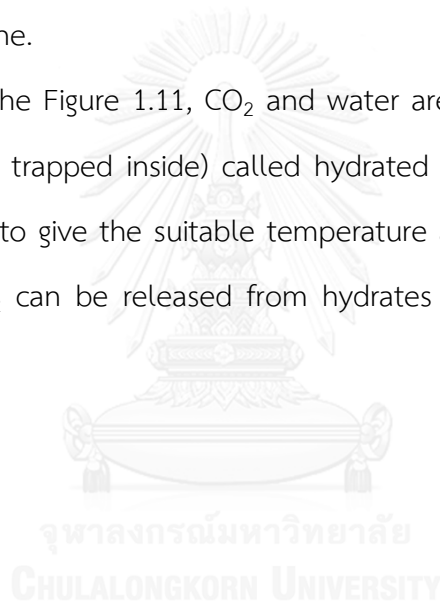 ne.
he Figure 1.11, CO₂ and water are
trapped inside) called hydrated
to give the suitable temperature
can be released from hydrates
จุฬาลงกรณ์มหาวิทยาลัย
CHULALONGKORN UNIVERSITY